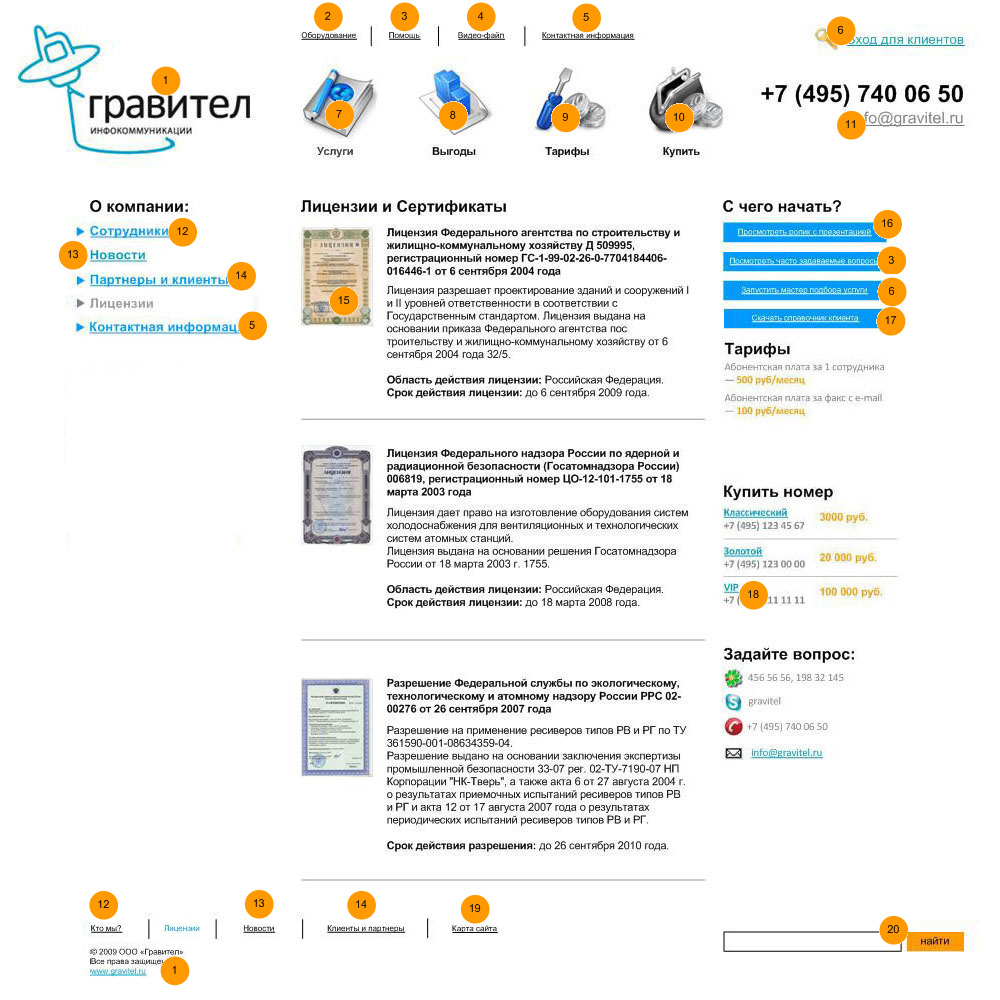 2
3
4
5
6
Оборудование
Помощь
Видео-файл
Контактная информация
Вход для клиентов
1
гравител
ИНФОКОММУНИКАЦИИ
7
8
9
10
Услуги
Выгоды
Тарифы
Купить
+7 (495) 740 06 50
11
info@gravitel.ru
О компании:
Сотрудники 12
13 Новости
Партнеры и клиенты 14
Лицензии
Контактная информац 5
Лицензии и Сертификаты
15
Лицензия Федерального агентства по строительству и
жилищно-коммунальному хозяйству Д 509995,
регистрационный номер ГС-1-99-02-26-0-7704184406-
016446-1 от 6 сентября 2004 года
Лицензия разрешает проектирование зданий и сооружений I
и II уровней ответственности в соответствии с
Государственным стандартом. Лицензия выдана на
основании приказа Федерального агентства пос
троительству и жилищно-коммунальному хозяйству от 6
сентября 2004 года 32/5.
Область действия лицензии: Российская Федерация.
Срок действия лицензии: до 6 сентября 2009 года.
ЛИЦЕНЗИЯ
Лицензия Федерального надзора России по ядерной и
радиационной безопасности (Госатомнадзора России)
006819, регистрационный номер ЦО-12-101-1755 от 18
марта 2003 года
Лицензия дает право на изготовление оборудования систем
холодоснабжения для вентиляционных и технологических
систем атомных станций.
Лицензия выдана на основании решения Госатомнадзора
России от 18 марта 2003 г. 1755.
Область действия лицензии: Российская Федерация.
Срок действия лицензии: до 18 марта 2008 года.
Разрешение Федеральной службы по экологическому,
технологическому и атомному надзору России РРС 02-
00276 от 26 сентября 2007 года
Разрешение на применение ресиверов типов РВ и РГ по ТУ
361590-001-08634359-04.
Разрешение выдано на основании заключения экспертизы
промышленной безопасности 33-07 рег. 02-ТУ-7190-07 НП
Корпорации "НК-Тверь", а также акта 6 от 27 августа 2004 г.
о результатах приемочных испытаний ресиверов типов РВ
и РГ и акта 12 от 17 августа 2007 года о результатах
периодических испытаний ресиверов типов РВ и РГ.
Срок действия разрешения: до 26 сентября 2010 года.
С чего начать?
16
Просмотреть ролик с презентацией
Посмотреть часто задаваемые вопросы 3
Запустить мастер подбора услуги 6
Скачать справочник клиента 17
Тарифы
Абонентская плата за 1 сотрудника
— 500 руб/месяц
Абонентская плата за факс с e-mail
— 100 руб/месяц
Купить номер
Классический
+7 (495) 123 45 67
3000 руб.
Золотой
+7 (495) 123 00 00
20 000 руб.
VIP 18
+7 ( 11 11 11
100 000 руб.
Задайте вопрос:
456 56 56, 198 32 145
gravitel
+7 (495) 740 06 50
info@gravitel.ru
12
13
14
19
Кто мы?
Лицензии
Новости
Клиенты и партнеры
Карта сайта
20
найти
© 2009 ООО «Гравител»
Все права защище
www.gravitel.ru 1